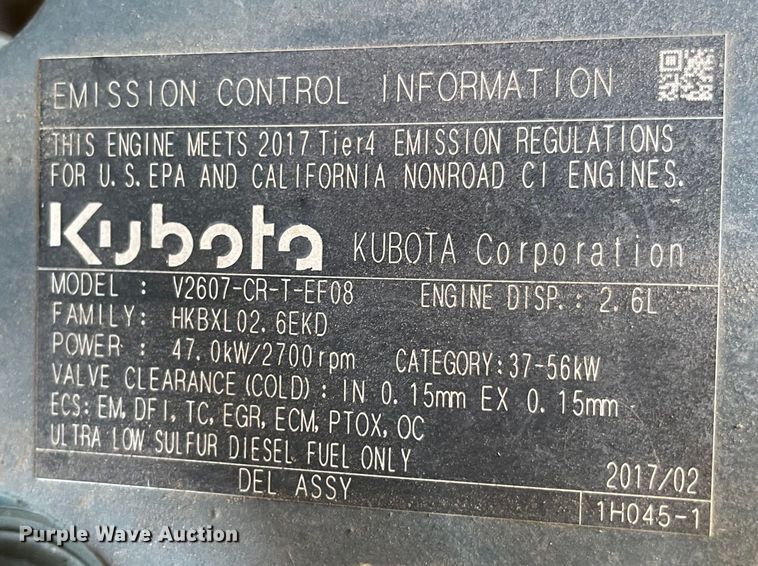 EMISSION CONTROL INFORMATION
THIS ENGINE MEETS 2017 Tier4 EMISSION REGULATIONS
FOR U.S. EPA AND CALIFORNIA NONROAD CI ENGINES.
Kubota KUBOTA Corporation
MODEL : V2607-CR-T-EF08 ENGINE DISP.: 2.6L
FAMILY: HKBXL02.6EKD
POWER : 47.0kW/2700rpm CATEGORY:37-56kW
VALVE CLEARANCE(COLD): IN 0.15mm EX 0.15mm
ECS: EM, DFI, TC, EGR, ECM, PTOX, OC
ULTRA LOW SULFUR DIESEL FUEL ONLY
2017/02
DEL ASSY
1H045-1
Purple Wave Auction